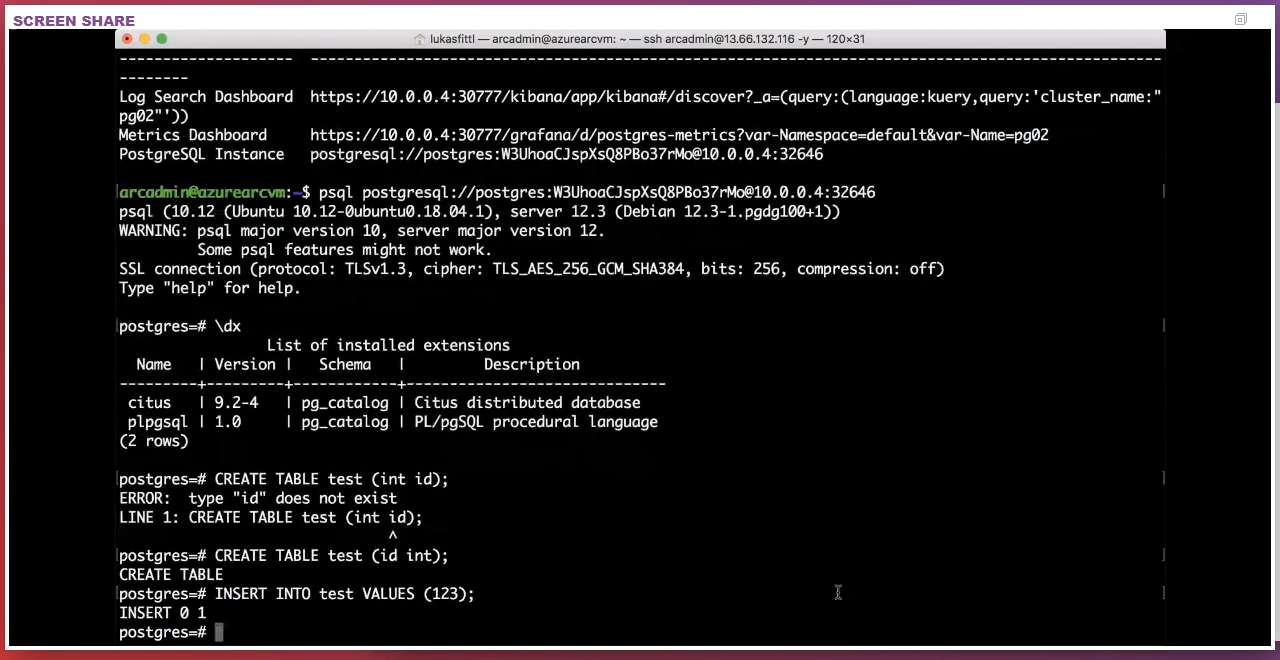 SCREEN SHARE
lukasfittl — arcadmin@azurearcvm: ~ — ssh arcadmin@13.66.132.116 -y — 120×31
-------------------- --------------------------------------------------------------------------------------------------
--------
Log Search Dashboard https://10.0.0.4:30777/kibana/app/kibana#/discover?_a=(query:(language:kuery,query:'cluster_name:"
pg02"'))
Metrics Dashboard https://10.0.0.4:30777/grafana/d/postgres-metrics?var-Namespace=default&var-Name=pg02
PostgreSQL Instance postgresql://postgres:W3UhoaCJspXsQ8PBo37rMo@10.0.0.4:32646
arcadmin@azurearcvm:~$ psql postgresql://postgres:W3UhoaCJspXsQ8PBo37rMo@10.0.0.4:32646
psql (10.12 (Ubuntu 10.12-0ubuntu0.18.04.1), server 12.3 (Debian 12.3-1.pgdg100+1))
WARNING: psql major version 10, server major version 12.
Some psql features might not work.
SSL connection (protocol: TLSv1.3, cipher: TLS_AES_256_GCM_SHA384, bits: 256, compression: off)
Type "help" for help.
postgres=# \dx
List of installed extensions
Name | Version | Schema | Description
---------+---------+------------+------------------------------
citus | 9.2-4 | pg_catalog | Citus distributed database
plpgsql | 1.0 | pg_catalog | PL/pgSQL procedural language
(2 rows)
postgres=# CREATE TABLE test (int id);
ERROR: type "id" does not exist
LINE 1: CREATE TABLE test (int id);
^
postgres=# CREATE TABLE test (id int);
CREATE TABLE
postgres=# INSERT INTO test VALUES (123);
INSERT 0 1
postgres=#